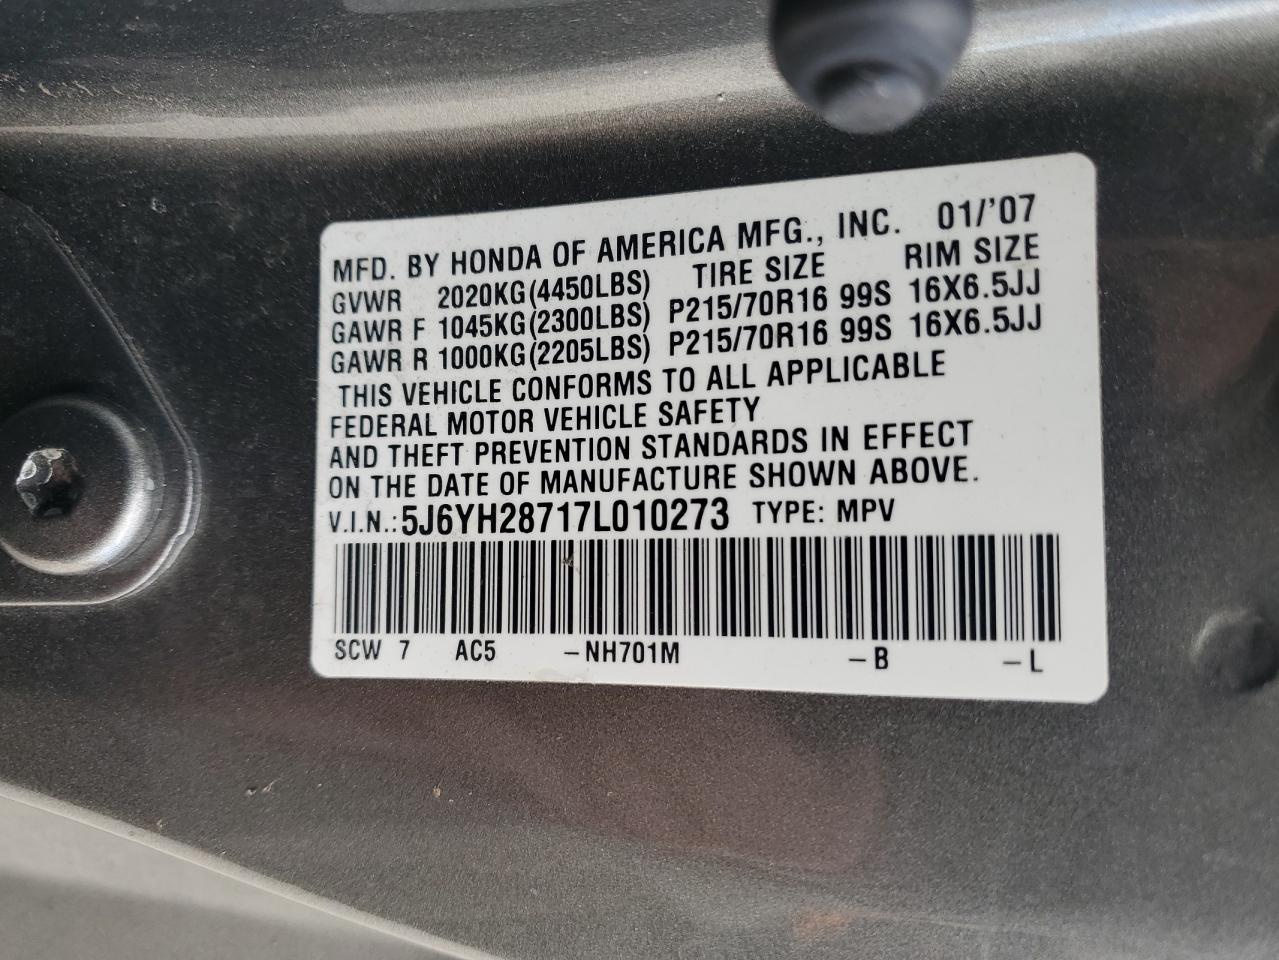 MFD. BY HONDA OF AMERICA MFG., INC. 01/'07
GVWR 2020KG(4450LBS) TIRE SIZE RIM SIZE
GAWR F 1045KG(2300LBS) P215/70R16 99S 16X6.5JJ
GAWR R 1000KG(2205LBS) P215/70R16 99S 16X6.5JJ
THIS VEHICLE CONFORMS TO ALL APPLICABLE
FEDERAL MOTOR VEHICLE SAFETY
AND THEFT PREVENTION STANDARDS IN EFFECT
ON THE DATE OF MANUFACTURE SHOWN ABOVE.
V.I.N.: 5J6YH28717L010273 TYPE: MPV
SCW 7 AC5 -NH701M -B -L